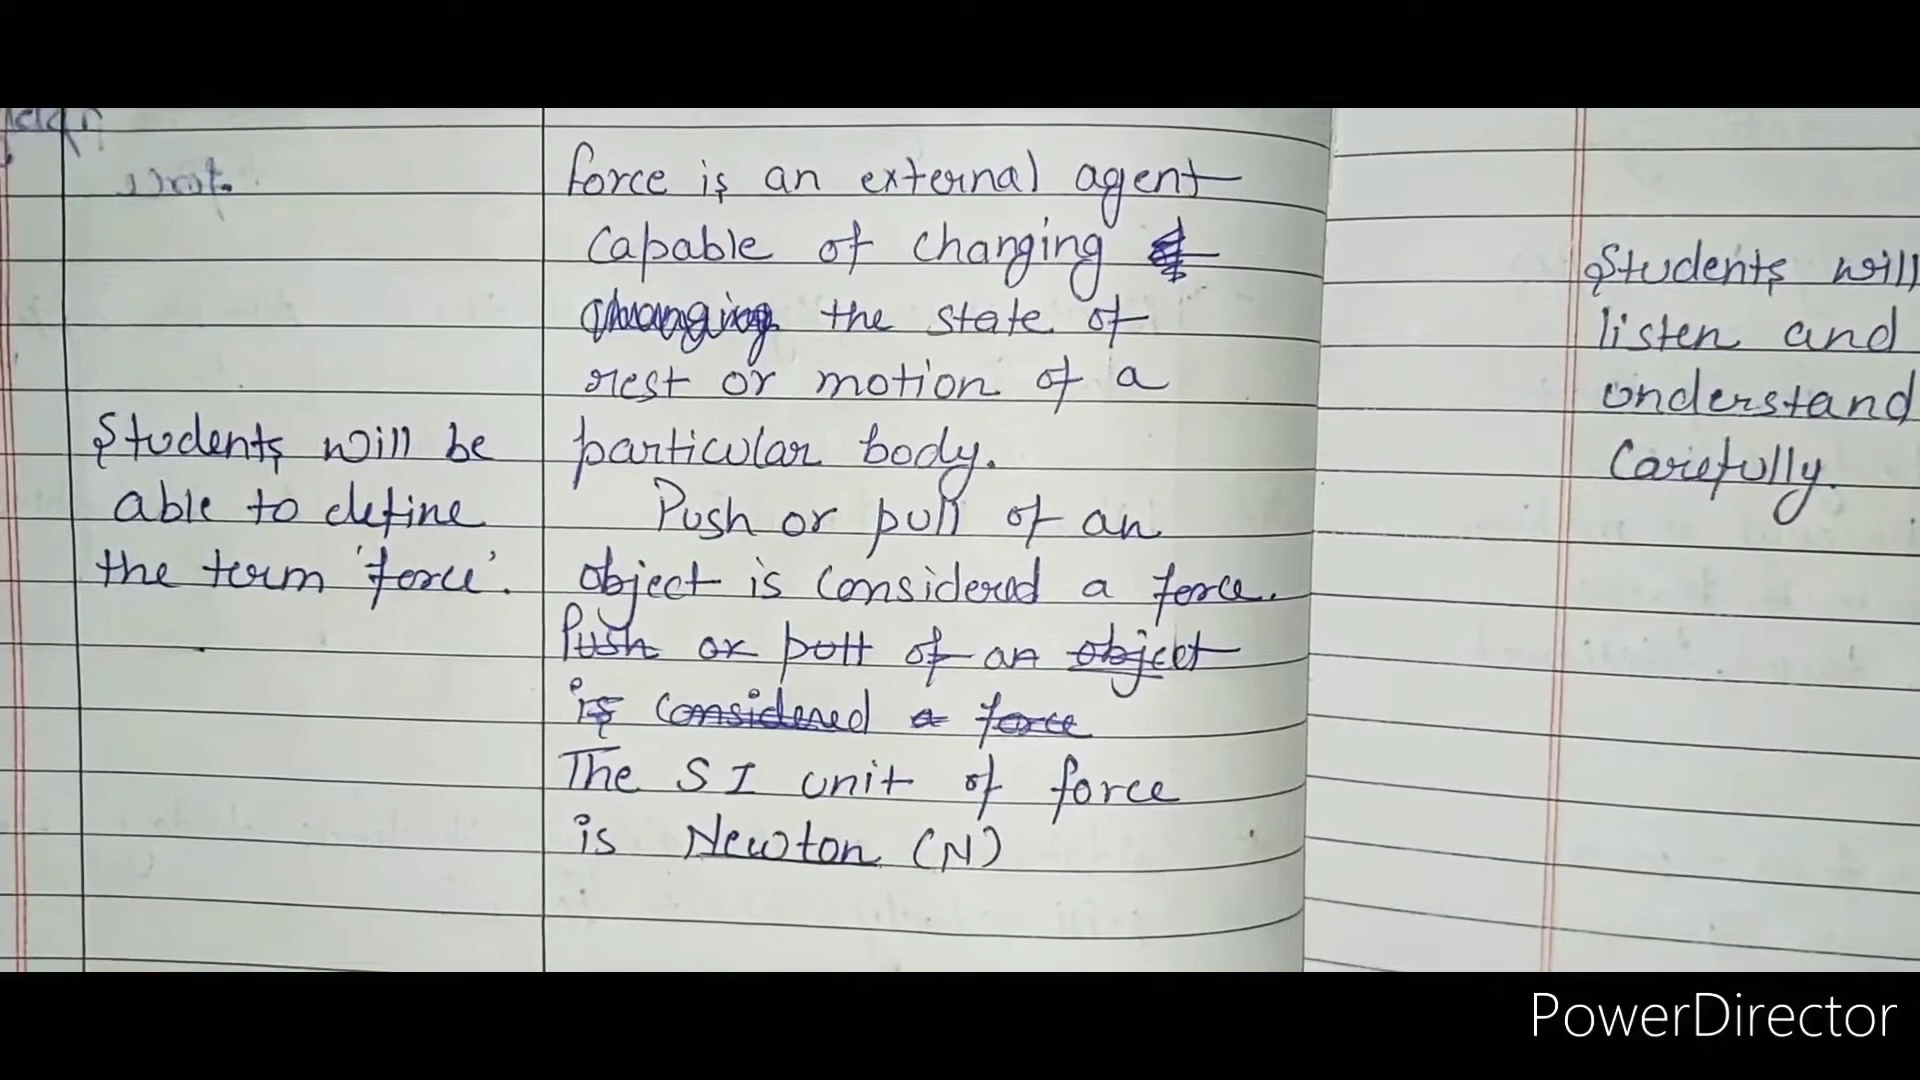 Students will be
able to define
the term 'force'.
force is an external agent
capable of changing
changing the state of
rest or motion of a
particular body.
Push or pull of an
object is considered a force.
Push or pull of an object
is considered a force
The SI unit of force
is Newton (N)
Students will
listen and
understand
Carefully.
PowerDirector